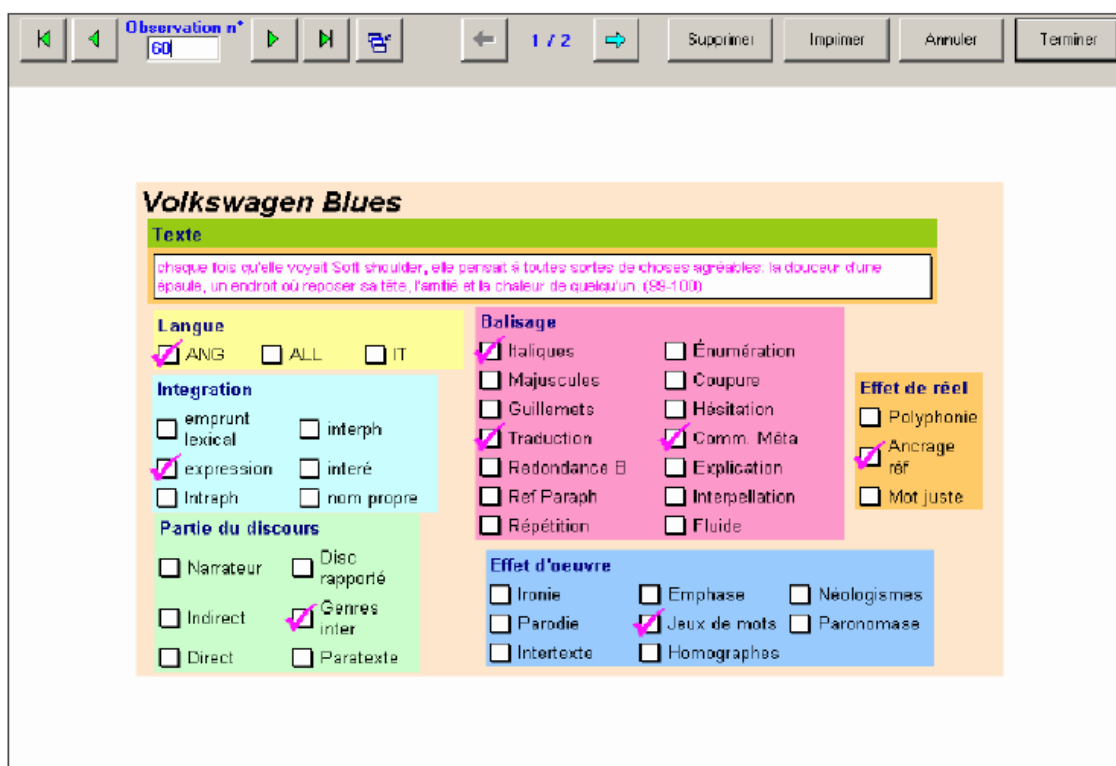 Observation n°
60
1 / 2
Supprimer Imprimer Annuler Terminer
Volkswagen Blues
Texte
chaque fois qu'elle voyait Soft shoulder, elle pensait à toutes sortes de choses agréables: la douceur d'une
épaule, un endroit où reposer sa tête, l'amitié et la chaleur de quelqu'un. (99-100)
Langue
ANG ALL IT
Integration
emprunt lexical interph
expression interé
Intraph nom propre
Partie du discours
Narrateur Disc rapporté
Indirect Genres inter
Direct Paratexte
Balisage
Italiques Énumération
Majuscules Coupure
Guillemets Hésitation
Traduction Comm. Méta
Redondance B Explication
Ref Paraph Interpellation
Répétition Fluide
Effet de réel
Polyphonie
Ancrage
réf
Mot juste
Effet d'oeuvre
Ironie Emphase Néologismes
Parodie Jeux de mots Paronomase
Intertexte Homographes